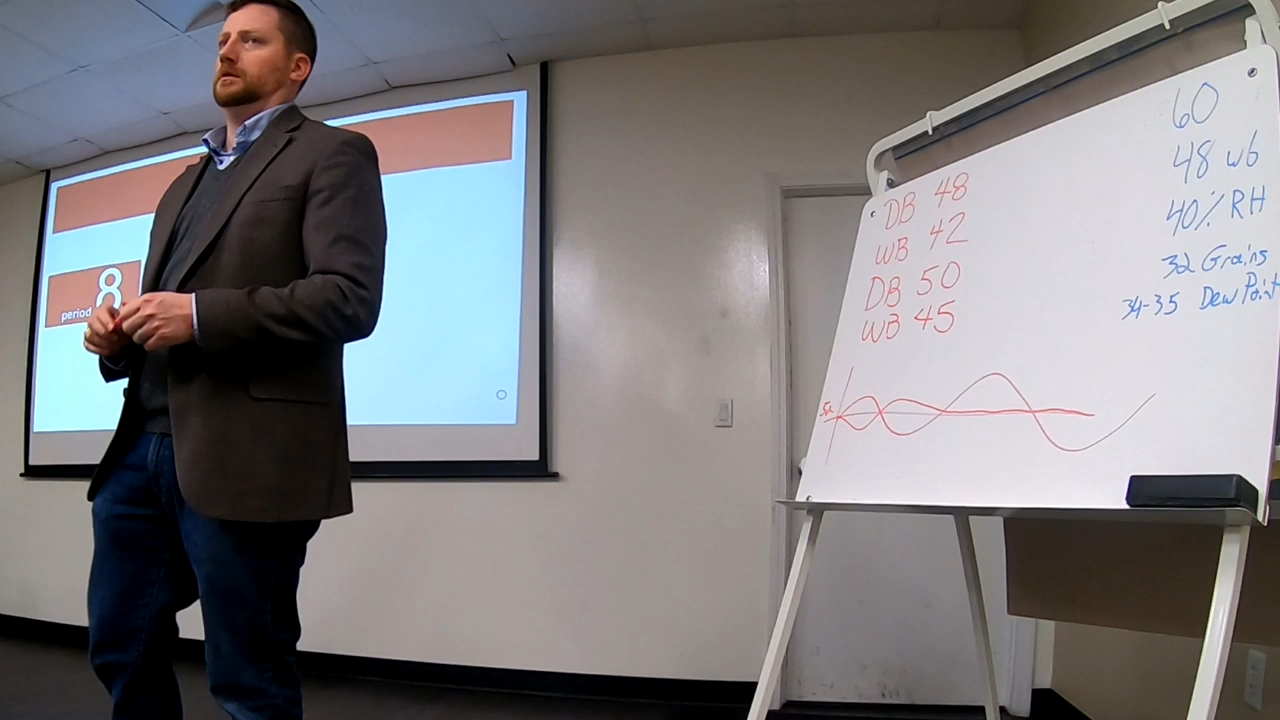 8
period
DB 48
WB 42
DB 50
WB 45
60
48 wb
40% RH
32 Grains
34-35 Dew Point